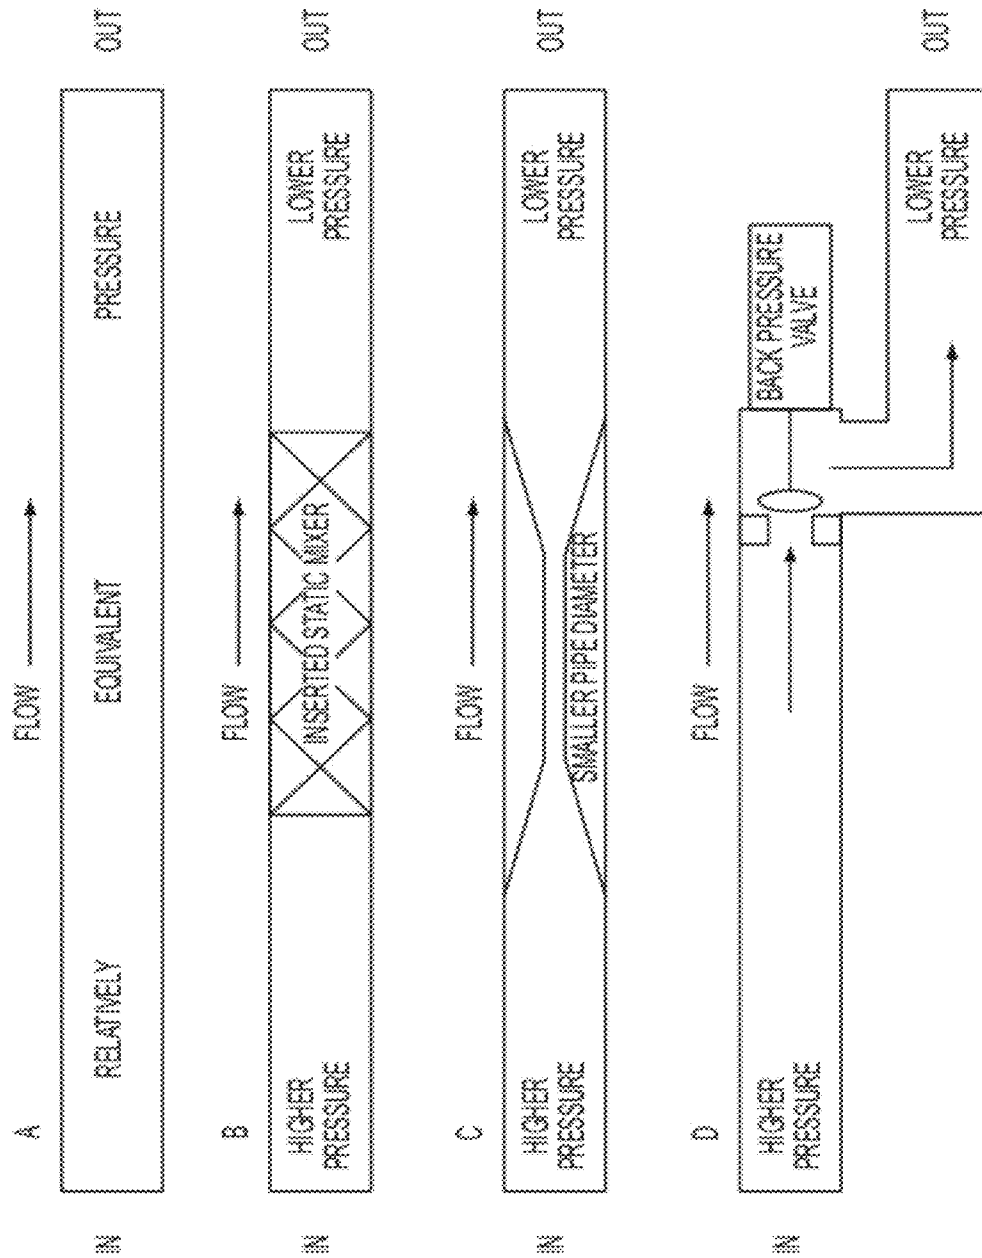 A
FLOW
IN
RELATIVELY
EQUIVALENT
PRESSURE
OUT
B
FLOW
IN
HIGHER
PRESSURE
INSERTED STATIC MIXER
LOWER
PRESSURE
OUT
C
FLOW
IN
HIGHER
PRESSURE
SMALLER PIPE DIAMETER
LOWER
PRESSURE
OUT
D
FLOW
IN
HIGHER
PRESSURE
BACK PRESSURE
VALVE
LOWER
PRESSURE
OUT